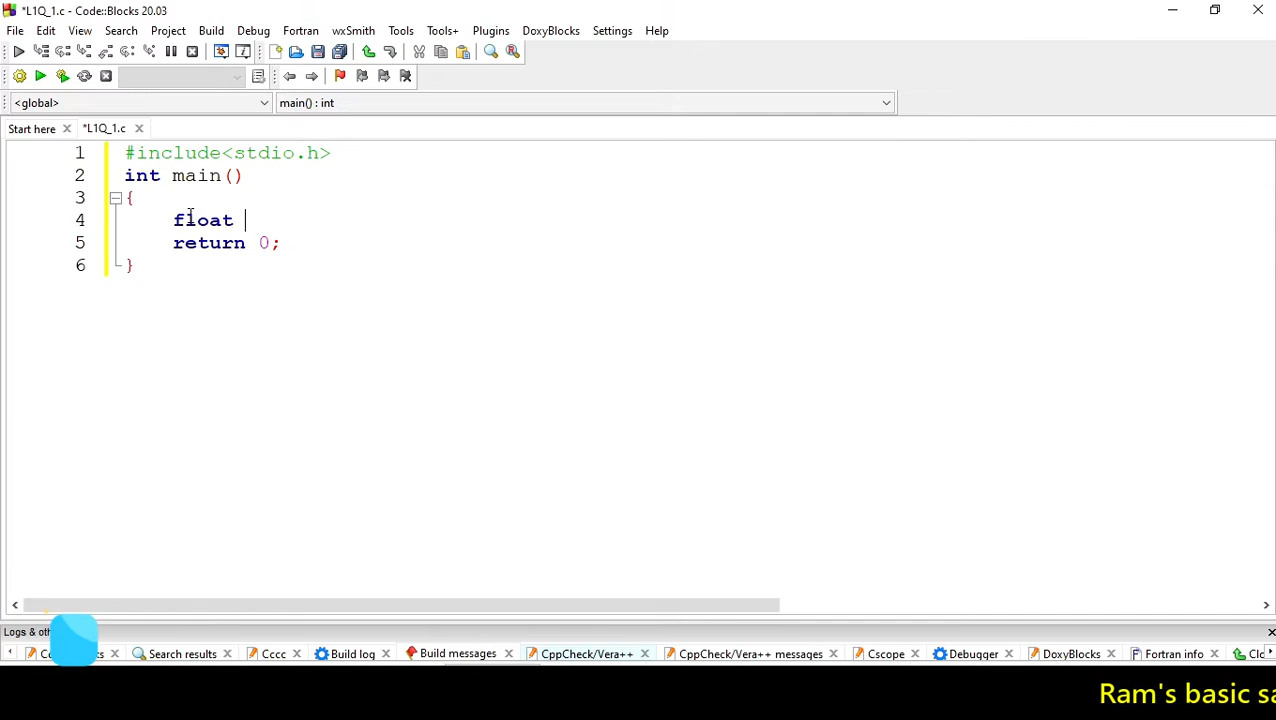 *L1Q_1.c - Code::Blocks 20.03
File Edit View Search Project Build Debug Fortran wxSmith Tools Tools+ Plugins DoxyBlocks Settings Help
<global> main() : int
Start here *L1Q_1.c
1 #include<stdio.h>
2 int main()
3 {
4 float
5 return 0;
6 }
Logs & oth
Search results Cccc Build log Build messages CppCheck/Vera++ CppCheck/Vera++ messages Cscope Debugger DoxyBlocks Fortran info Clo
Ram's basic sa